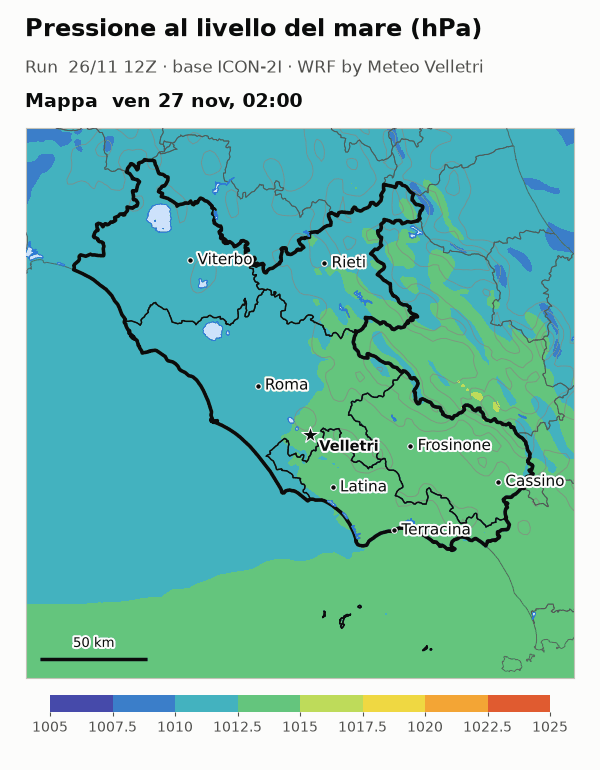 Pressione al livello del mare (hPa)
Run  26/11 12Z · base ICON-2I · WRF by Meteo Velletri
Mappa  ven 27 nov, 02:00
Viterbo
Rieti
Roma
Velletri
Frosinone
Cassino
Latina
Terracina
50 km
1005 1007.5 1010 1012.5 1015 1017.5 1020 1022.5 1025